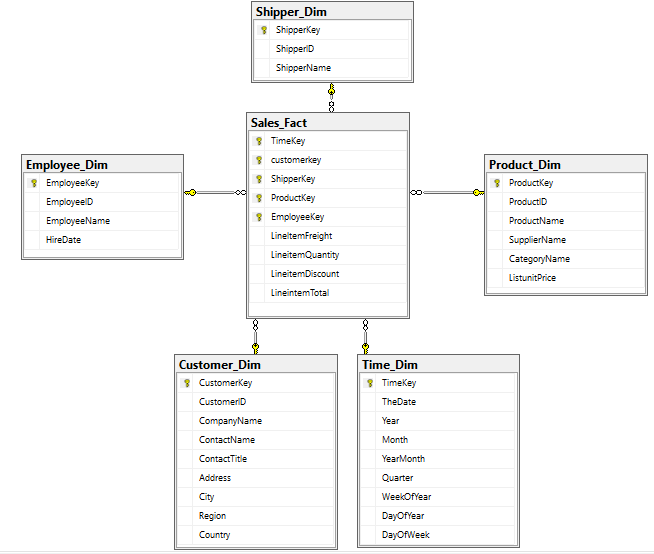 Shipper_Dim
ShipperKey
ShipperID
ShipperName
Sales_Fact
TimeKey
customerkey
ShipperKey
ProductKey
EmployeeKey
LineItemFreight
LineitemQuantity
LineitemDiscount
LineintemTotal
Employee_Dim
EmployeeKey
EmployeeID
EmployeeName
HireDate
Product_Dim
ProductKey
ProductID
ProductName
SupplierName
CategoryName
ListunitPrice
Customer_Dim
CustomerKey
CustomerID
CompanyName
ContactName
ContactTitle
Address
City
Region
Country
Time_Dim
TimeKey
TheDate
Year
Month
YearMonth
Quarter
WeekOfYear
DayOfYear
DayOfWeek